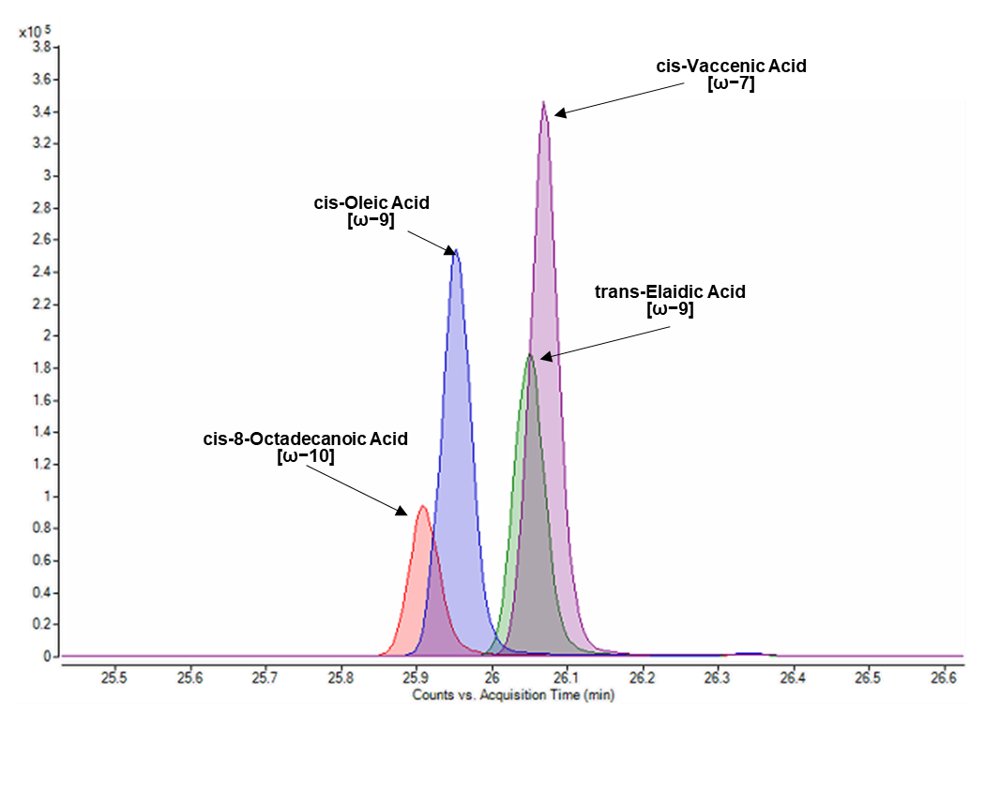 x10 5
3.8
3.6
3.4
3.2
3
2.8
2.6
2.4
2.2
2
1.8
1.6
1.4
1.2
1
0.8
0.6
0.4
0.2
0
cis-Vaccenic Acid
[ω−7]
cis-Oleic Acid
[ω−9]
trans-Elaidic Acid
[ω−9]
cis-8-Octadecanoic Acid
[ω−10]
25.5 25.6 25.7 25.8 25.9 26 26.1 26.2 26.3 26.4 26.5 26.6
Counts vs. Acquisition Time (min)